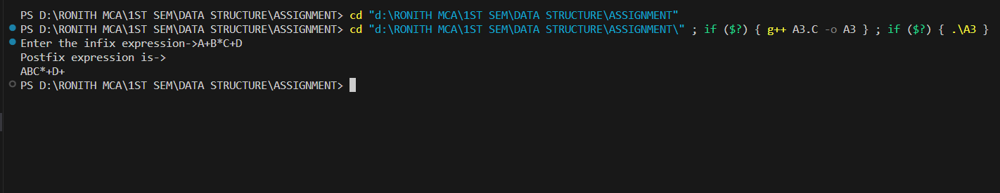 PS D:\RONITH MCA\1ST SEM\DATA STRUCTURE\ASSIGNMENT> cd "d:\RONITH MCA\1ST SEM\DATA STRUCTURE\ASSIGNMENT"
PS D:\RONITH MCA\1ST SEM\DATA STRUCTURE\ASSIGNMENT> cd "d:\RONITH MCA\1ST SEM\DATA STRUCTURE\ASSIGNMENT\" ; if ($?) { g++ A3.C -o A3 } ; if ($?) { .\A3 }
Enter the infix expression->A+B*C+D
Postfix expression is->
ABC*+D+
PS D:\RONITH MCA\1ST SEM\DATA STRUCTURE\ASSIGNMENT>